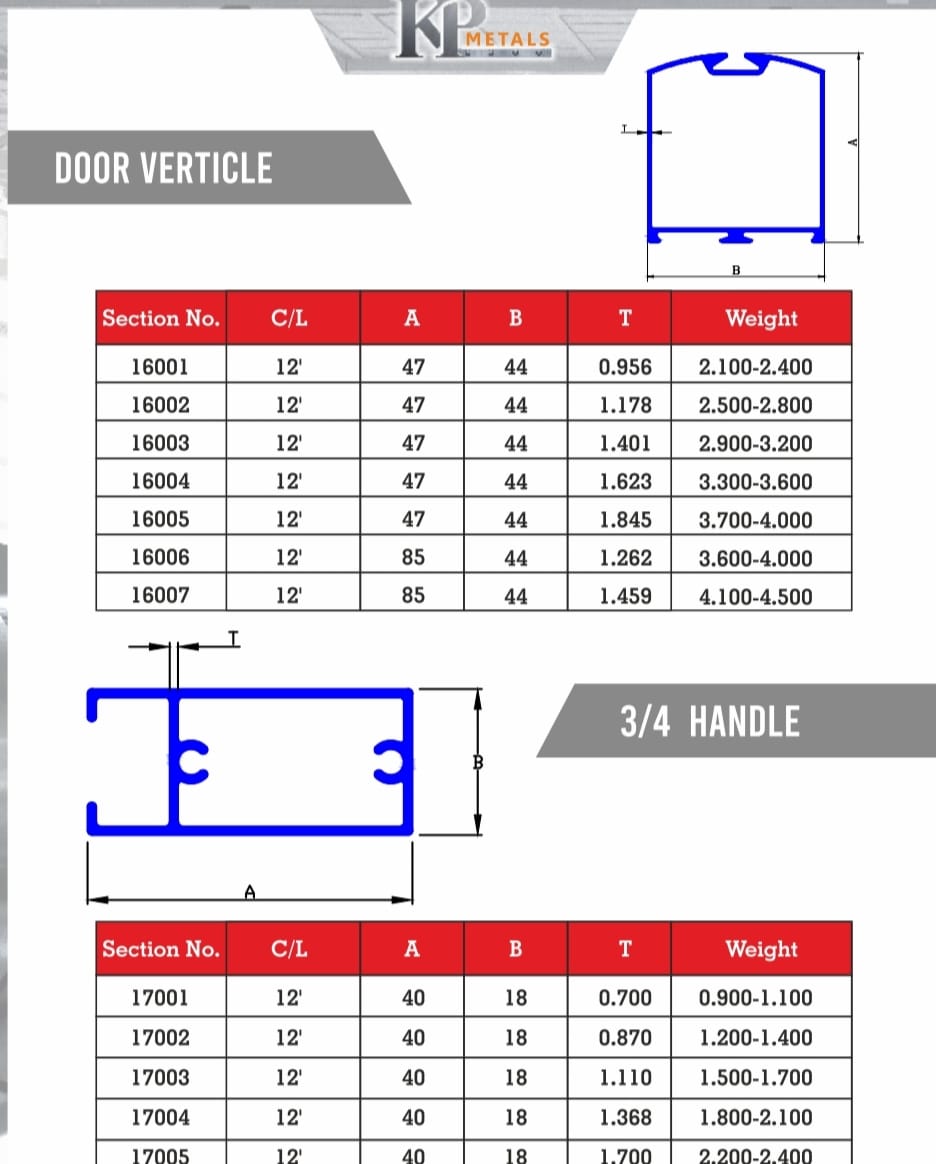 KP METALS
T
A
B
DOOR VERTICLE
Section No. C/L A B T Weight
16001 12' 47 44 0.956 2.100-2.400
16002 12' 47 44 1.178 2.500-2.800
16003 12' 47 44 1.401 2.900-3.200
16004 12' 47 44 1.623 3.300-3.600
16005 12' 47 44 1.845 3.700-4.000
16006 12' 85 44 1.262 3.600-4.000
16007 12' 85 44 1.459 4.100-4.500
T
3/4 HANDLE
B
A
Section No. C/L A B T Weight
17001 12' 40 18 0.700 0.900-1.100
17002 12' 40 18 0.870 1.200-1.400
17003 12' 40 18 1.110 1.500-1.700
17004 12' 40 18 1.368 1.800-2.100
17005 12' 40 18 1.700 2.200-2.400